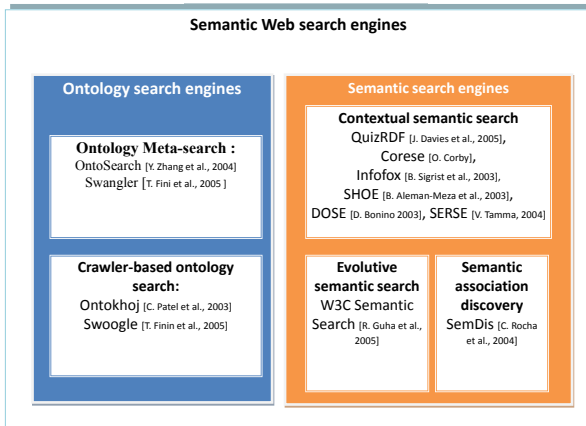 Semantic Web search engines
Ontology search engines
Ontology Meta-search :
OntoSearch [Y. Zhang et al., 2004]
Swangler [T. Fini et al., 2005 ]
Crawler-based ontology
search:
Ontokhoj [C. Patel et al., 2003]
Swoogle [T. Finin et al., 2005]
Semantic search engines
Contextual semantic search
QuizRDF [J. Davies et al., 2005],
Corese [O. Corby],
Infofox [B. Sigrist et al., 2003],
SHOE [B. Aleman-Meza et al., 2003],
DOSE [D. Bonino 2003], SERSE [V. Tamma, 2004]
Evolutive
semantic search
W3C Semantic
Search [R. Guha et al.,
2005]
Semantic
association
discovery
SemDis [C. Rocha
et al., 2004]